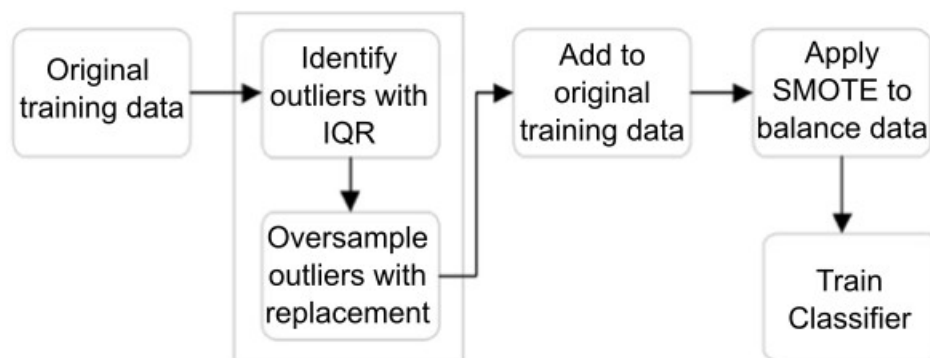 Original
training data
Identify
outliers with
IQR
Oversample
outliers with
replacement
Add to
original
training data
Apply
SMOTE to
balance data
Train
Classifier